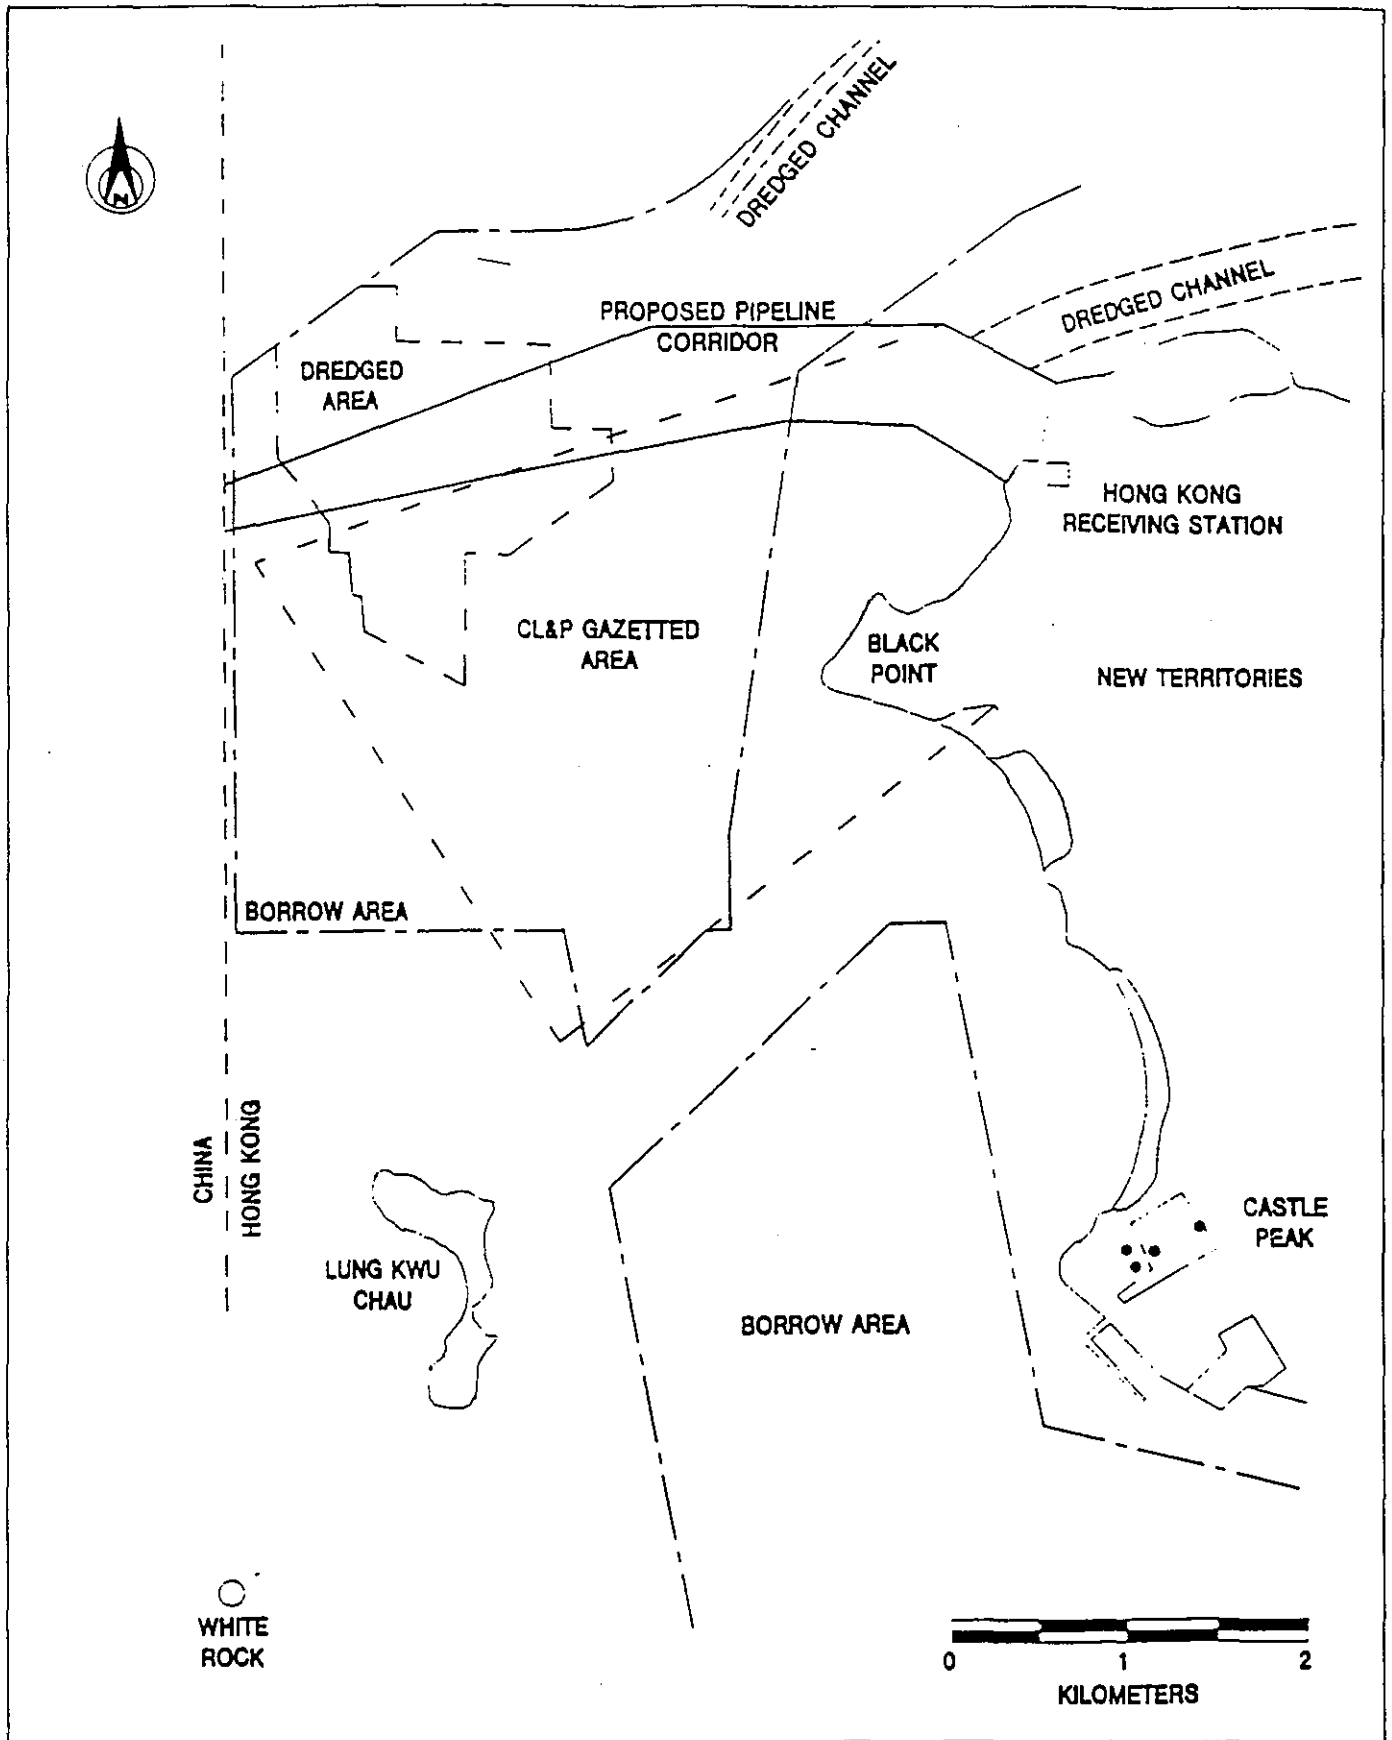 DREDGED CHANNEL
N
PROPOSED PIPELINE
CORRIDOR
DREDGED CHANNEL
DREDGED
AREA
HONG KONG
RECEIVING STATION
CL&P GAZETTED
AREA
BLACK
POINT
NEW TERRITORIES
BORROW AREA
CHINA
HONG KONG
LUNG KWU
CHAU
CASTLE
PEAK
BORROW AREA
WHITE
ROCK
0 1 2
KILOMETERS